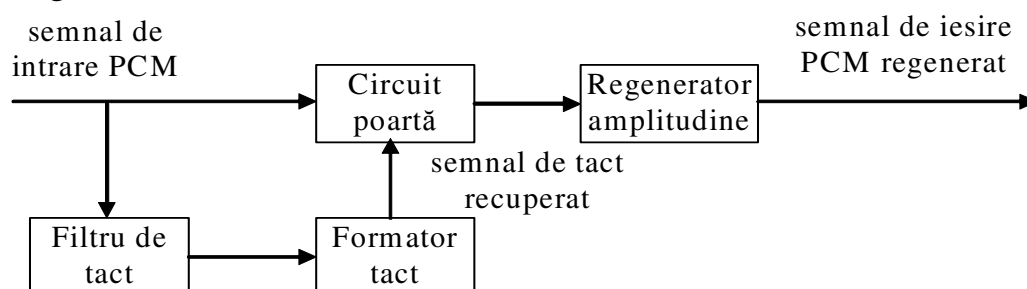 semnal de
intrare PCM
semnal de iesire
PCM regenerat
Circuit
poartă
Regenerator
amplitudine
semnal de tact
recuperat
Filtru de
tact
Formator
tact